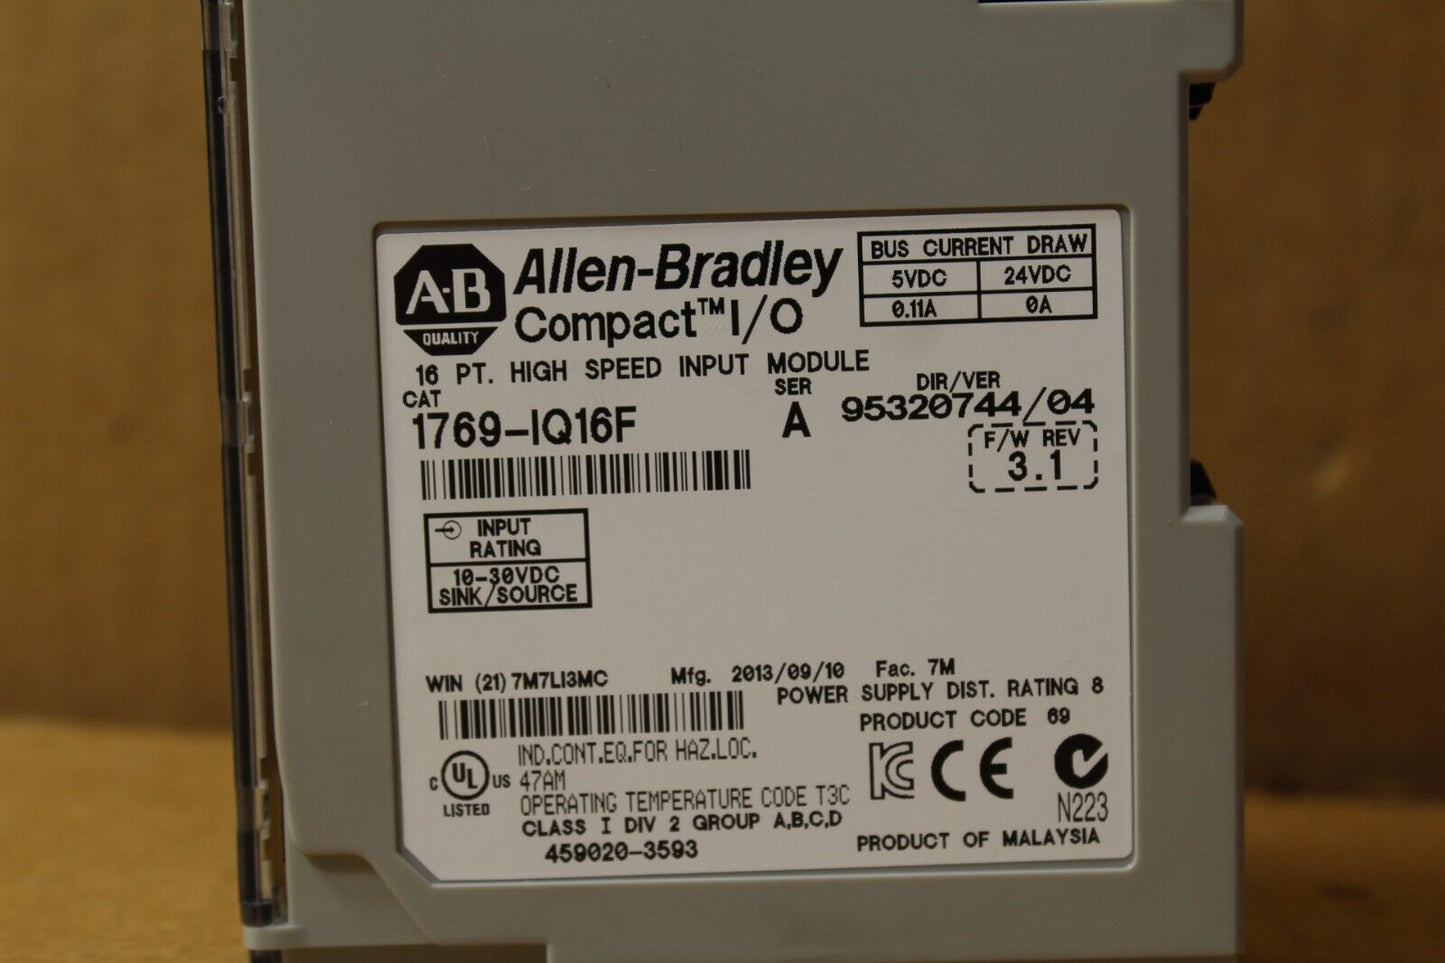 A-B
QUALITY
Allen-Bradley
Compact™ I/O
BUS CURRENT DRAW
5VDC 24VDC
0.11A 0A
16 PT. HIGH SPEED INPUT MODULE
CAT SER DIR/VER
1769-IQ16F A 95320744/04
F/W REV
3.1
INPUT
RATING
10-30VDC
SINK/SOURCE
WIN (21) 7M7LI3MC Mfg. 2013/09/10 Fac. 7M
POWER SUPPLY DIST. RATING 8
PRODUCT CODE 69
IND.CONT.EQ.FOR HAZ.LOC.
C UL US
LISTED
47AM
OPERATING TEMPERATURE CODE T3C
CLASS I DIV 2 GROUP A,B,C,D
459020-3593
KC CE
N223
PRODUCT OF MALAYSIA